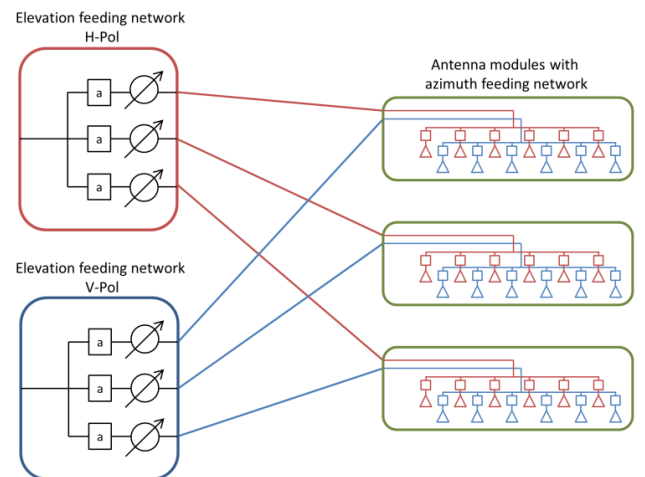 Elevation feeding network
H-Pol
a
a
a
Antenna modules with
azimuth feeding network
Elevation feeding network
V-Pol
a
a
a